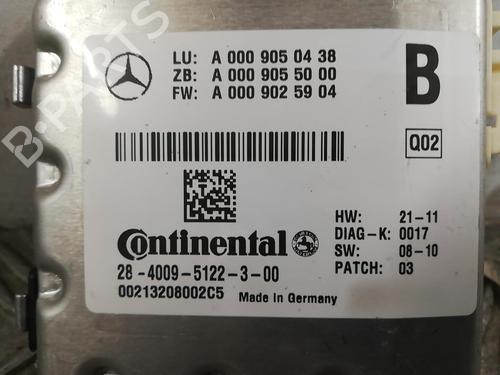 LU: A 000 905 04 38
ZB: A 000 905 50 00
FW: A 000 902 59 04
B
Q02
Continental
28-4009-5122-3-00
00213208002C5 Made in Germany
HW: 21-11
DIAG-K: 0017
SW: 08-10
PATCH: 03
B-PARTS